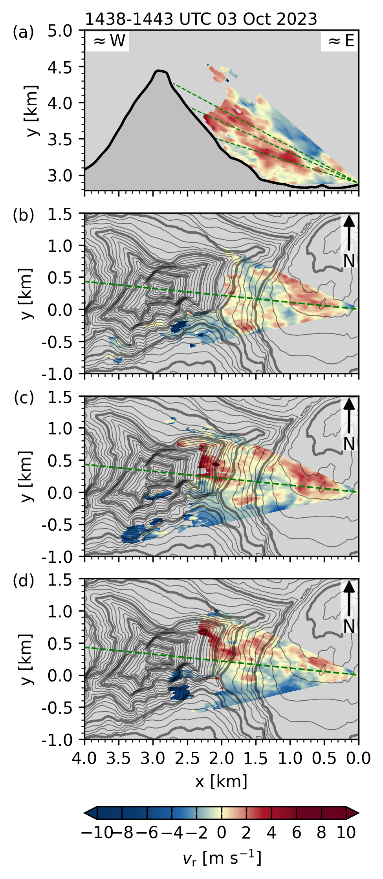 1438-1443 UTC 03 Oct 2023
(a)
≈ W
≈ E
5.0
4.5
4.0
3.5
3.0
y [km]
(b)
1.5
1.0
0.5
0.0
-0.5
-1.0
y [km]
N
(c)
1.5
1.0
0.5
0.0
-0.5
-1.0
y [km]
N
(d)
1.5
1.0
0.5
0.0
-0.5
-1.0
y [km]
N
4.0 3.5 3.0 2.5 2.0 1.5 1.0 0.5 0.0
x [km]
−10 −8 −6 −4 −2 0 2 4 6 8 10
vr [m s−1]